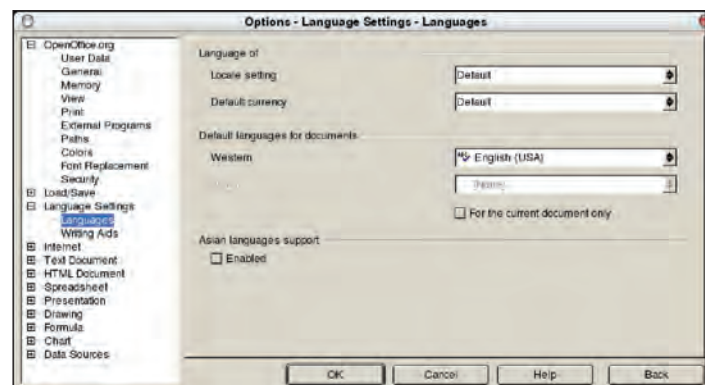 Options - Language Settings - Languages
OpenOffice.org
User Data
General
Memory
View
Print
External Programs
Paths
Colors
Font Replacement
Security
Load/Save
Language Settings
Languages
Writing Aids
Internet
Text Document
HTML Document
Spreadsheet
Presentation
Drawing
Formula
Chart
Data Sources
Language of
Locale setting
Default
Default currency
Default
Default languages for documents
Western
English (USA)
For the current document only
Asian languages support
Enabled
OK
Cancel
Help
Back